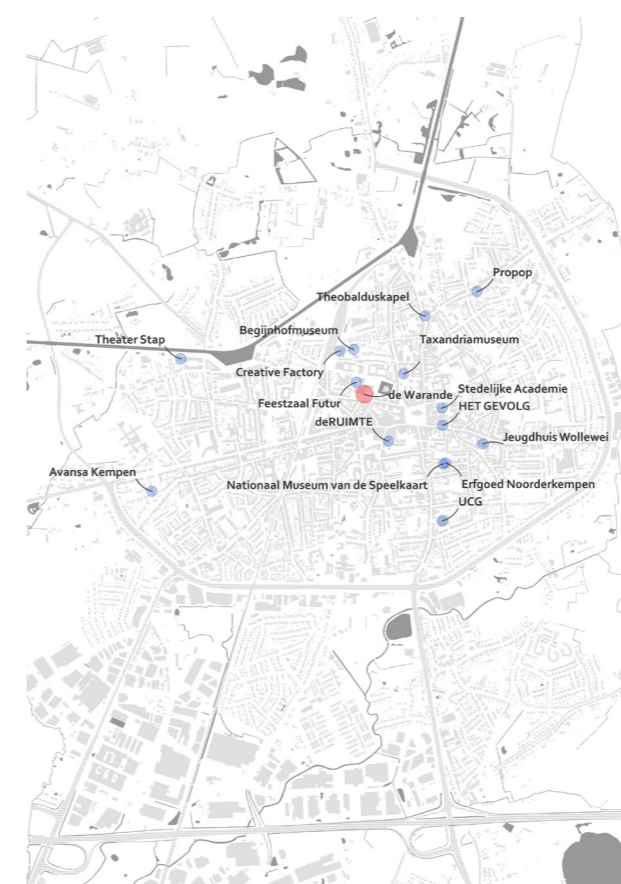 Propop
Theobalduskapel
Begijnhofmuseum
Taxandriamuseum
Theater Stap
Creative Factory
Stedelijke Academie
de Warande
Feestzaal Futur
HET GEVOLG
deRUIMTE
Jeugdhuis Wollewei
Avansa Kempen
Nationaal Museum van de Speelkaart
Erfgoed Noorderkempen
UCG